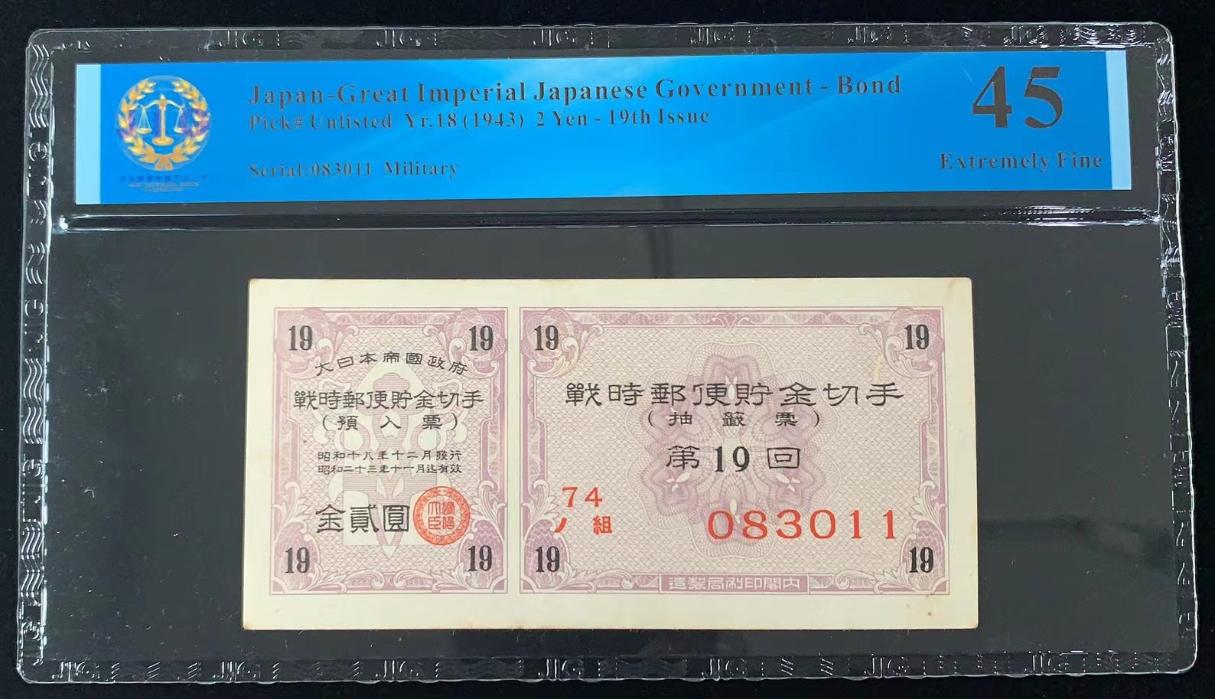 Japan-Great Imperial Japanese Government - Bond
Pick# Unlisted Yr.18 (1943) 2 Yen - 19th Issue
Serial:083011 Military
45
Extremely Fine
19 19
大日本帝國政府
戰時郵便貯金切手
(預入票)
昭和十八年十二月發行
昭和二十三年十一月迄有效
金貳圓
19 19
19 19
戰時郵便貯金切手
(抽籤票)
第19回
74
ノ組
083011
19 19
造製局刷印閣内